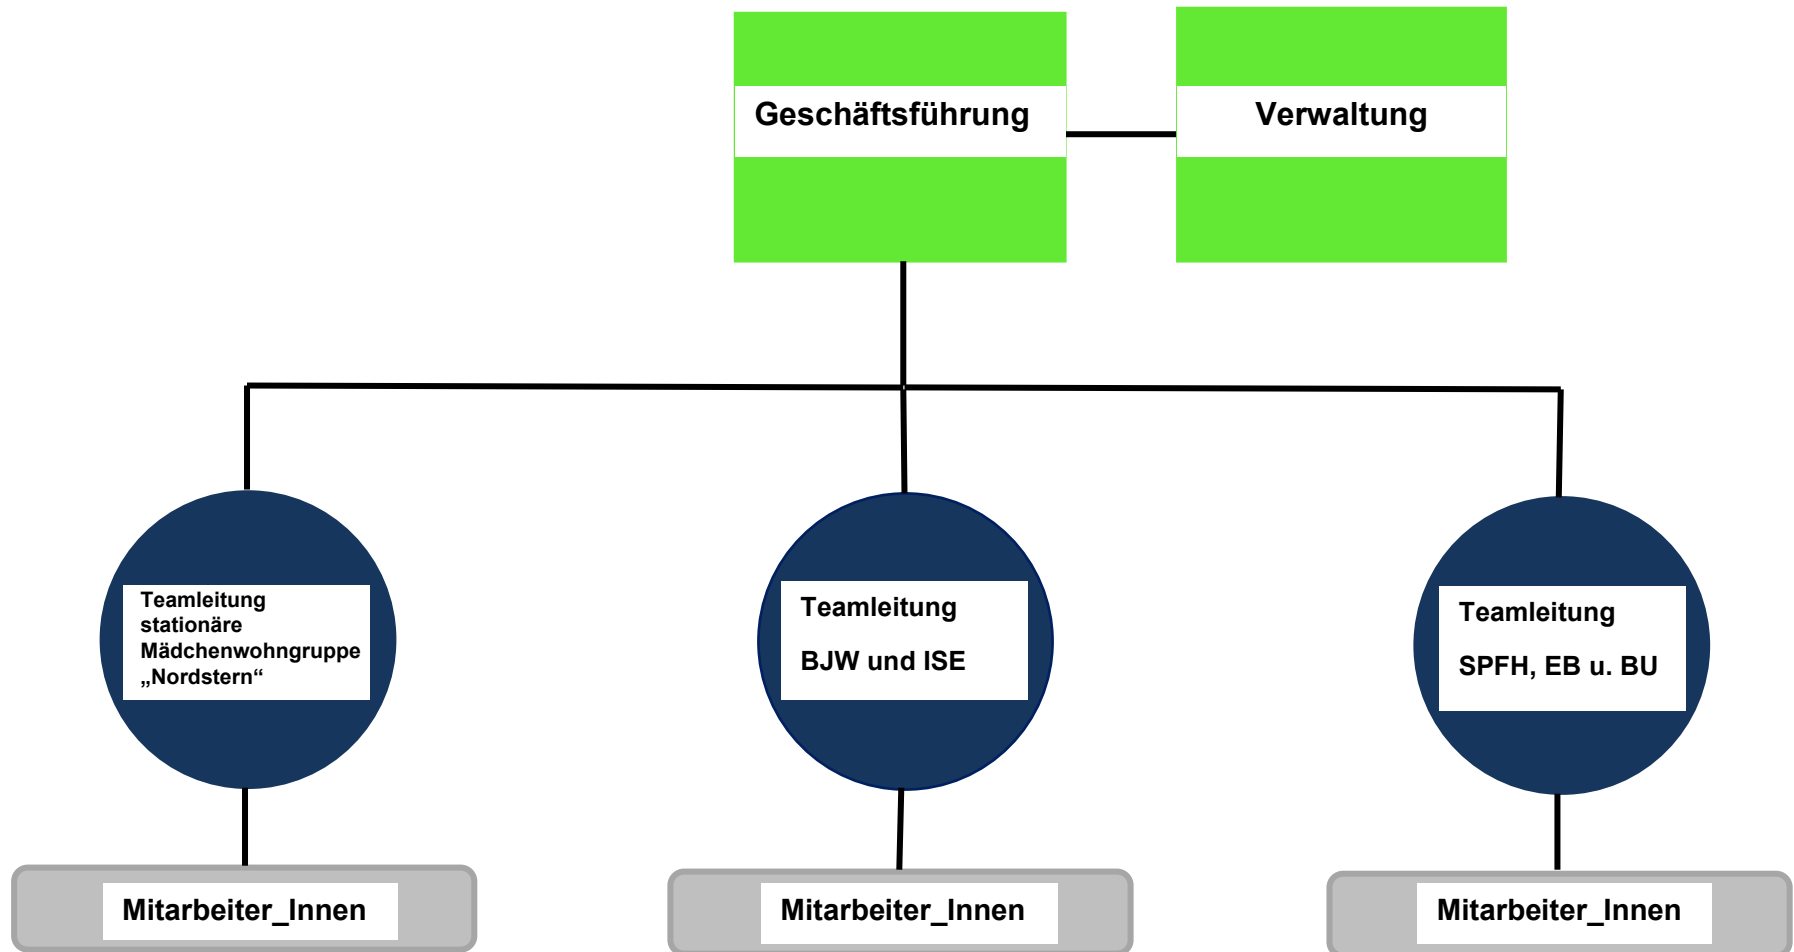 Geschäftsführung
Verwaltung
Teamleitung
stationäre
Mädchenwohngruppe
„Nordstern“
Teamleitung
BJW und ISE
Teamleitung
SPFH, EB u. BU
Mitarbeiter_Innen
Mitarbeiter_Innen
Mitarbeiter_Innen